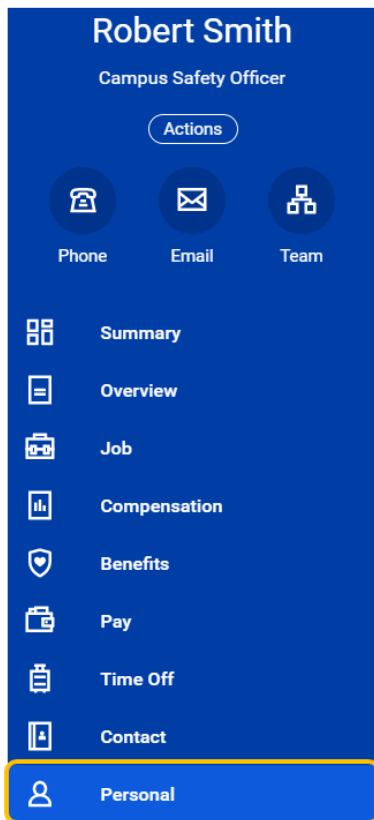 Robert Smith
Campus Safety Officer
Actions
Phone Email Team
Summary
Overview
Job
Compensation
Benefits
Pay
Time Off
Contact
Personal